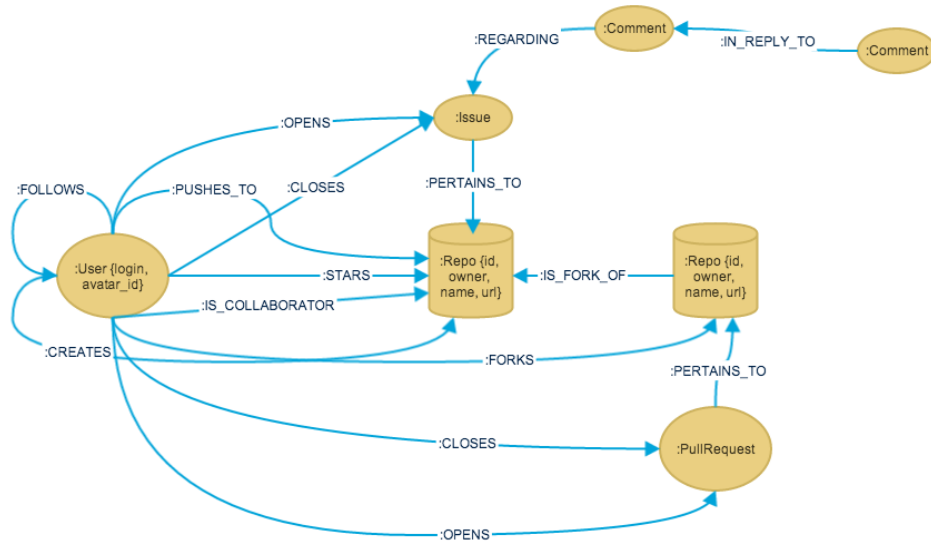 :Comment
:REGARDING
:IN_REPLY_TO
:Comment
:Issue
:OPENS
:CLOSES
:PERTAINS_TO
:FOLLOWS
:PUSHES_TO
:User {login,
avatar_id}
:STARS
:Repo {id,
owner,
name, url}
:IS_FORK_OF
:Repo {id,
owner,
name, url}
:IS_COLLABORATOR
:CREATES
:FORKS
:PERTAINS_TO
:CLOSES
:PullRequest
:OPENS